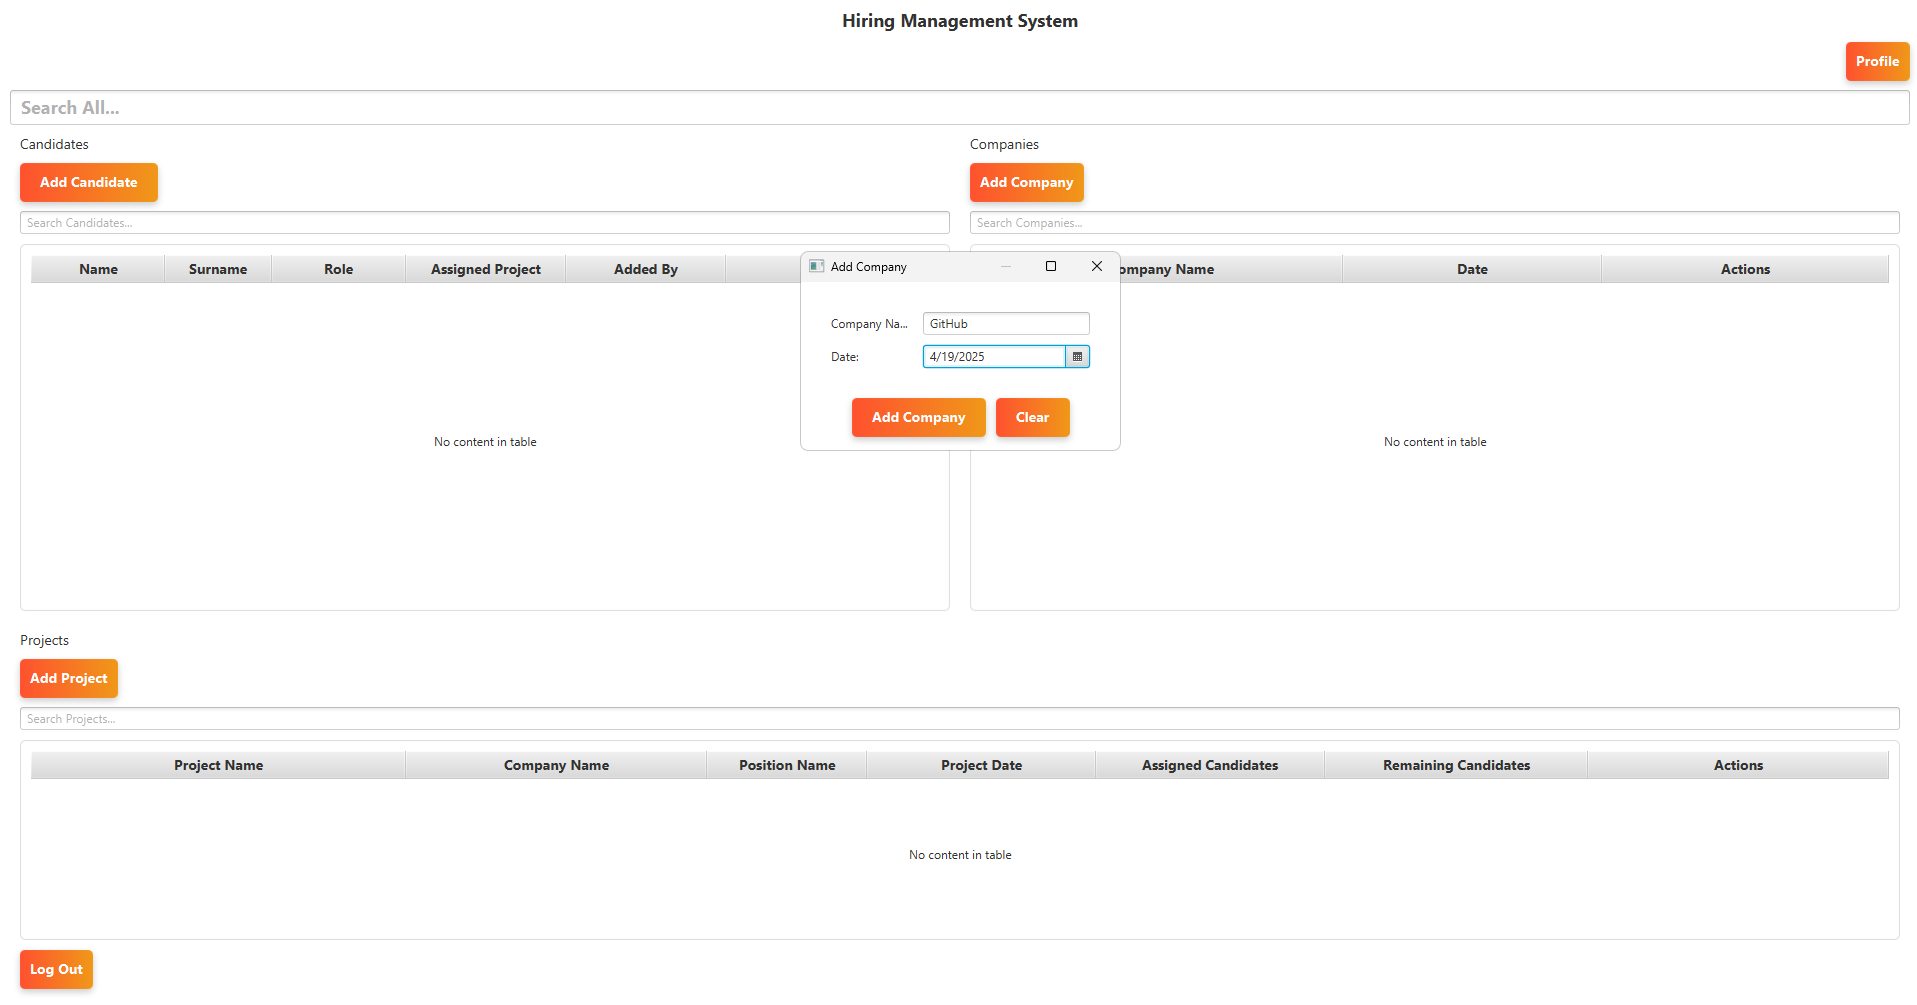 Hiring Management System
Profile
Search All...
Candidates
Add Candidate
Search Candidates...
Name Surname Role Assigned Project Added By
No content in table
Companies
Add Company
Search Companies...
ompany Name Date Actions
No content in table
Add Company
Company Na... GitHub
Date: 4/19/2025
Add Company Clear
Projects
Add Project
Search Projects...
Project Name Company Name Position Name Project Date Assigned Candidates Remaining Candidates Actions
No content in table
Log Out